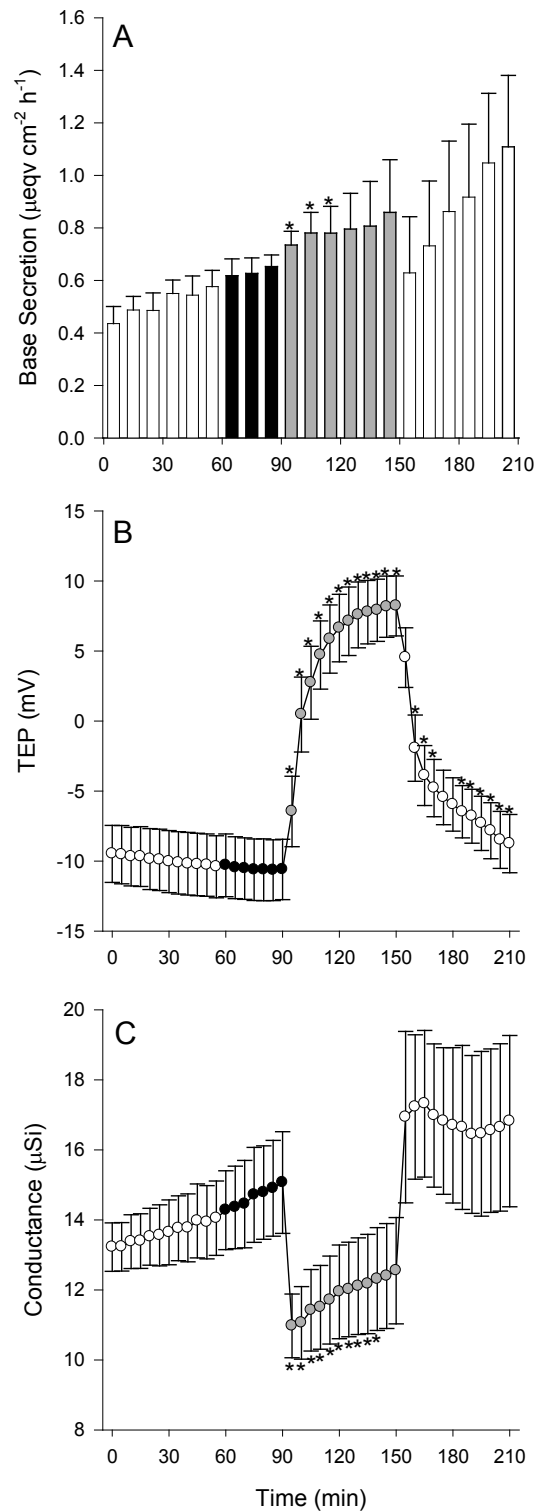 A
Base Secretion (µeqv cm⁻² h⁻¹)
1.6
1.4
1.2
1.0
0.8
0.6
0.4
0.2
0.0
* * *
0 30 60 90 120 150 180 210
B
TEP (mV)
15
10
5
0
-5
-10
-15
* * * * * * * * * * * *
* * * * * * * * *
0 30 60 90 120 150 180 210
C
Conductance (µSi)
20
18
16
14
12
10
8
* * * * * * * * * *
0 30 60 90 120 150 180 210
Time (min)